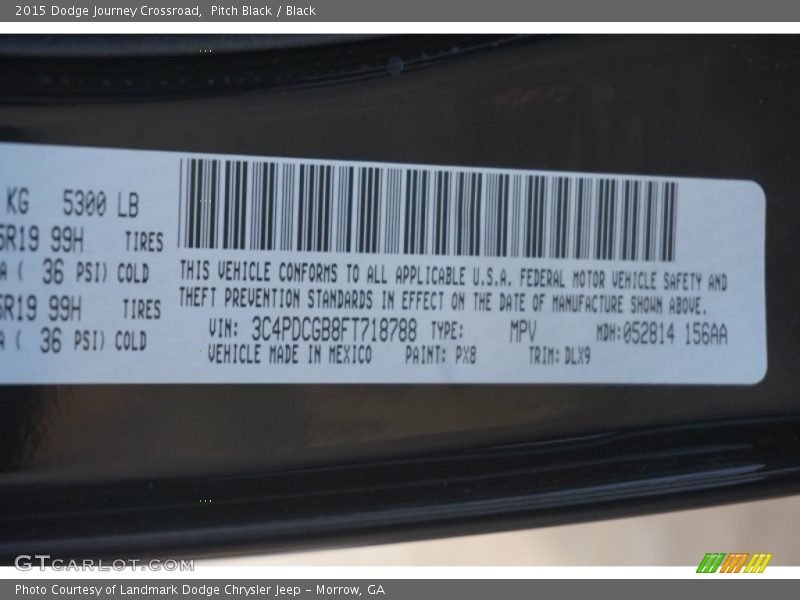 2015 Dodge Journey Crossroad,  Pitch Black / Black
KG 5300 LB
5R19 99H TIRES
A ( 36 PSI) COLD
5R19 99H TIRES
A ( 36 PSI) COLD
THIS VEHICLE CONFORMS TO ALL APPLICABLE U.S.A. FEDERAL MOTOR VEHICLE SAFETY AND
THEFT PREVENTION STANDARDS IN EFFECT ON THE DATE OF MANUFACTURE SHOWN ABOVE.
VIN: 3C4PDCGB8FT718788 TYPE: MPV MDH:052814 156AA
VEHICLE MADE IN MEXICO PAINT: PX8 TRIM: DLX9
GTCARLOT.COM
Photo Courtesy of Landmark Dodge Chrysler Jeep – Morrow, GA